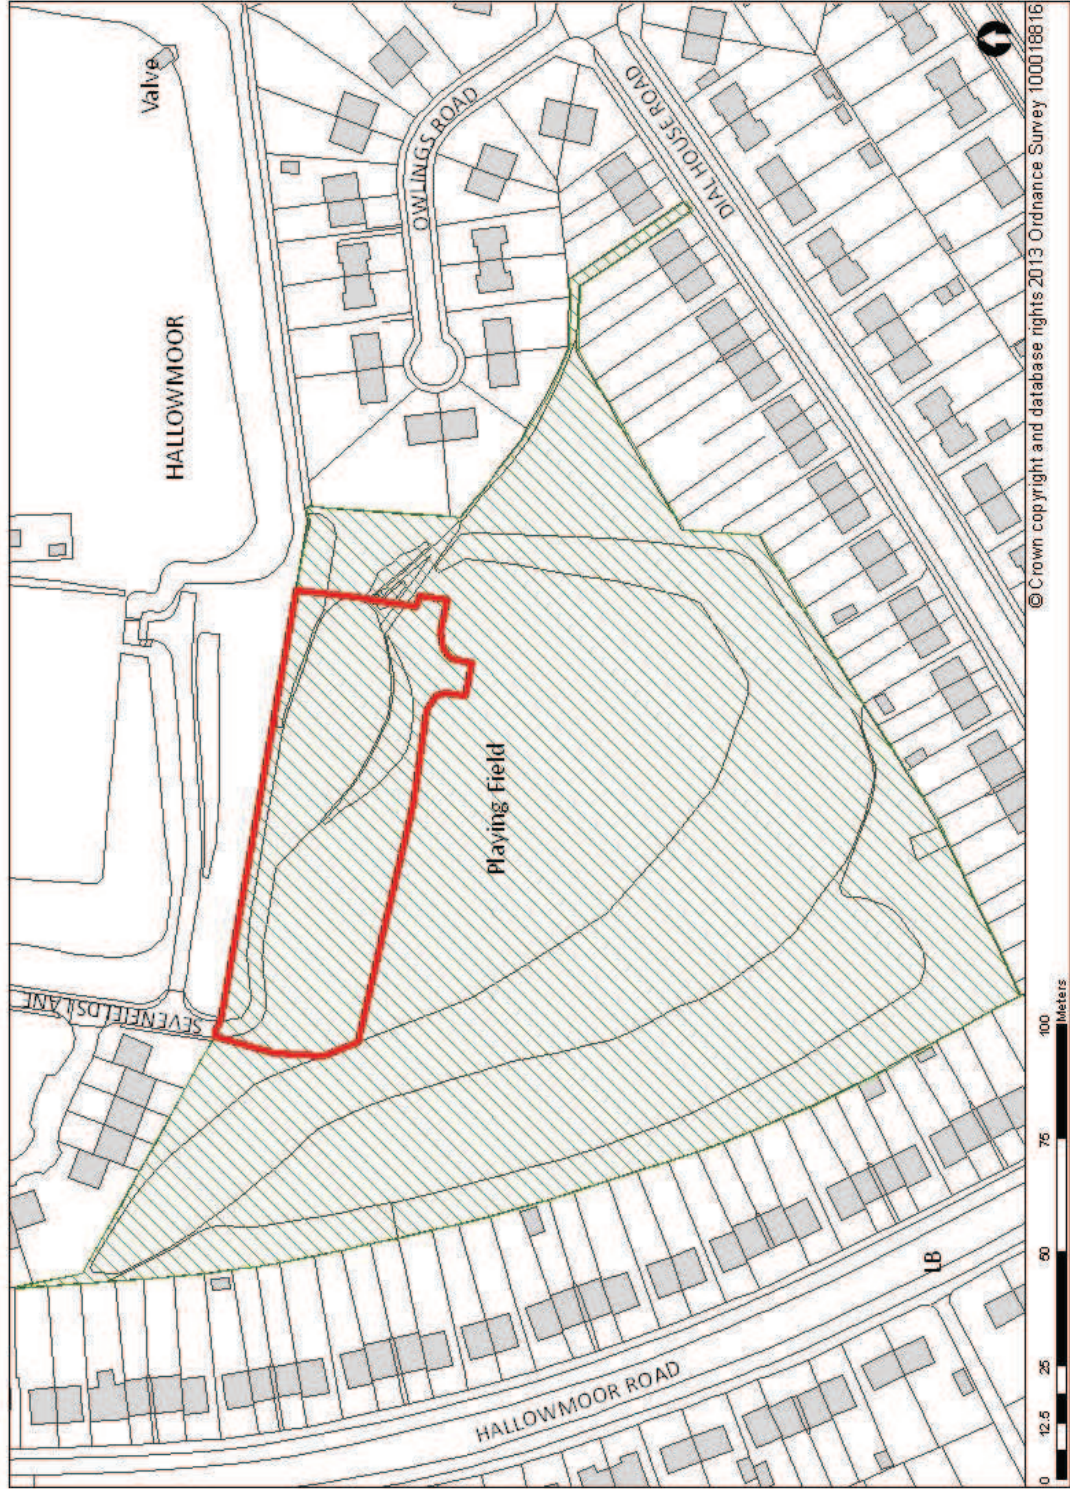 Valve
HALLOWMOOR
OWLINGS ROAD
DIAL HOUSE ROAD
SEVENFIELDS LANE
Playing Field
HALLOWMOOR ROAD
LB
© Crown copyright and database rights 2013 Ordnance Survey 100018816
0 12.5 25 50 75 100
Meters